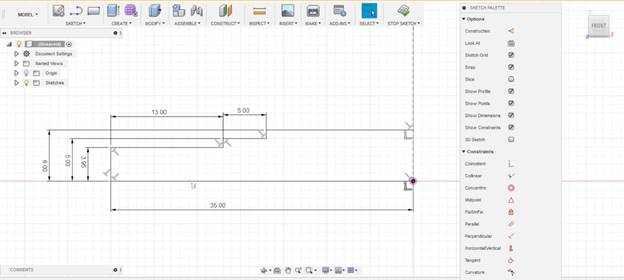 MODEL
SKETCH
CREATE
MODIFY
ASSEMBLE
CONSTRUCT
INSPECT
INSERT
MAKE
ADD-INS
SELECT
STOP SKETCH
BROWSER
(Unsaved)
Document Settings
Named Views
Origin
Sketches
SKETCH PALETTE
Options
Construction
Look At
Sketch Grid
Snap
Slice
Show Profile
Show Points
Show Dimensions
Show Constraints
3D Sketch
Constraints
Coincident
Collinear
Concentric
Midpoint
Fix/UnFix
Parallel
Perpendicular
Horizontal/Vertical
Tangent
Curvature
FRONT
13.00
5.00
6.00
5.00
3.95
35.00
COMMENTS